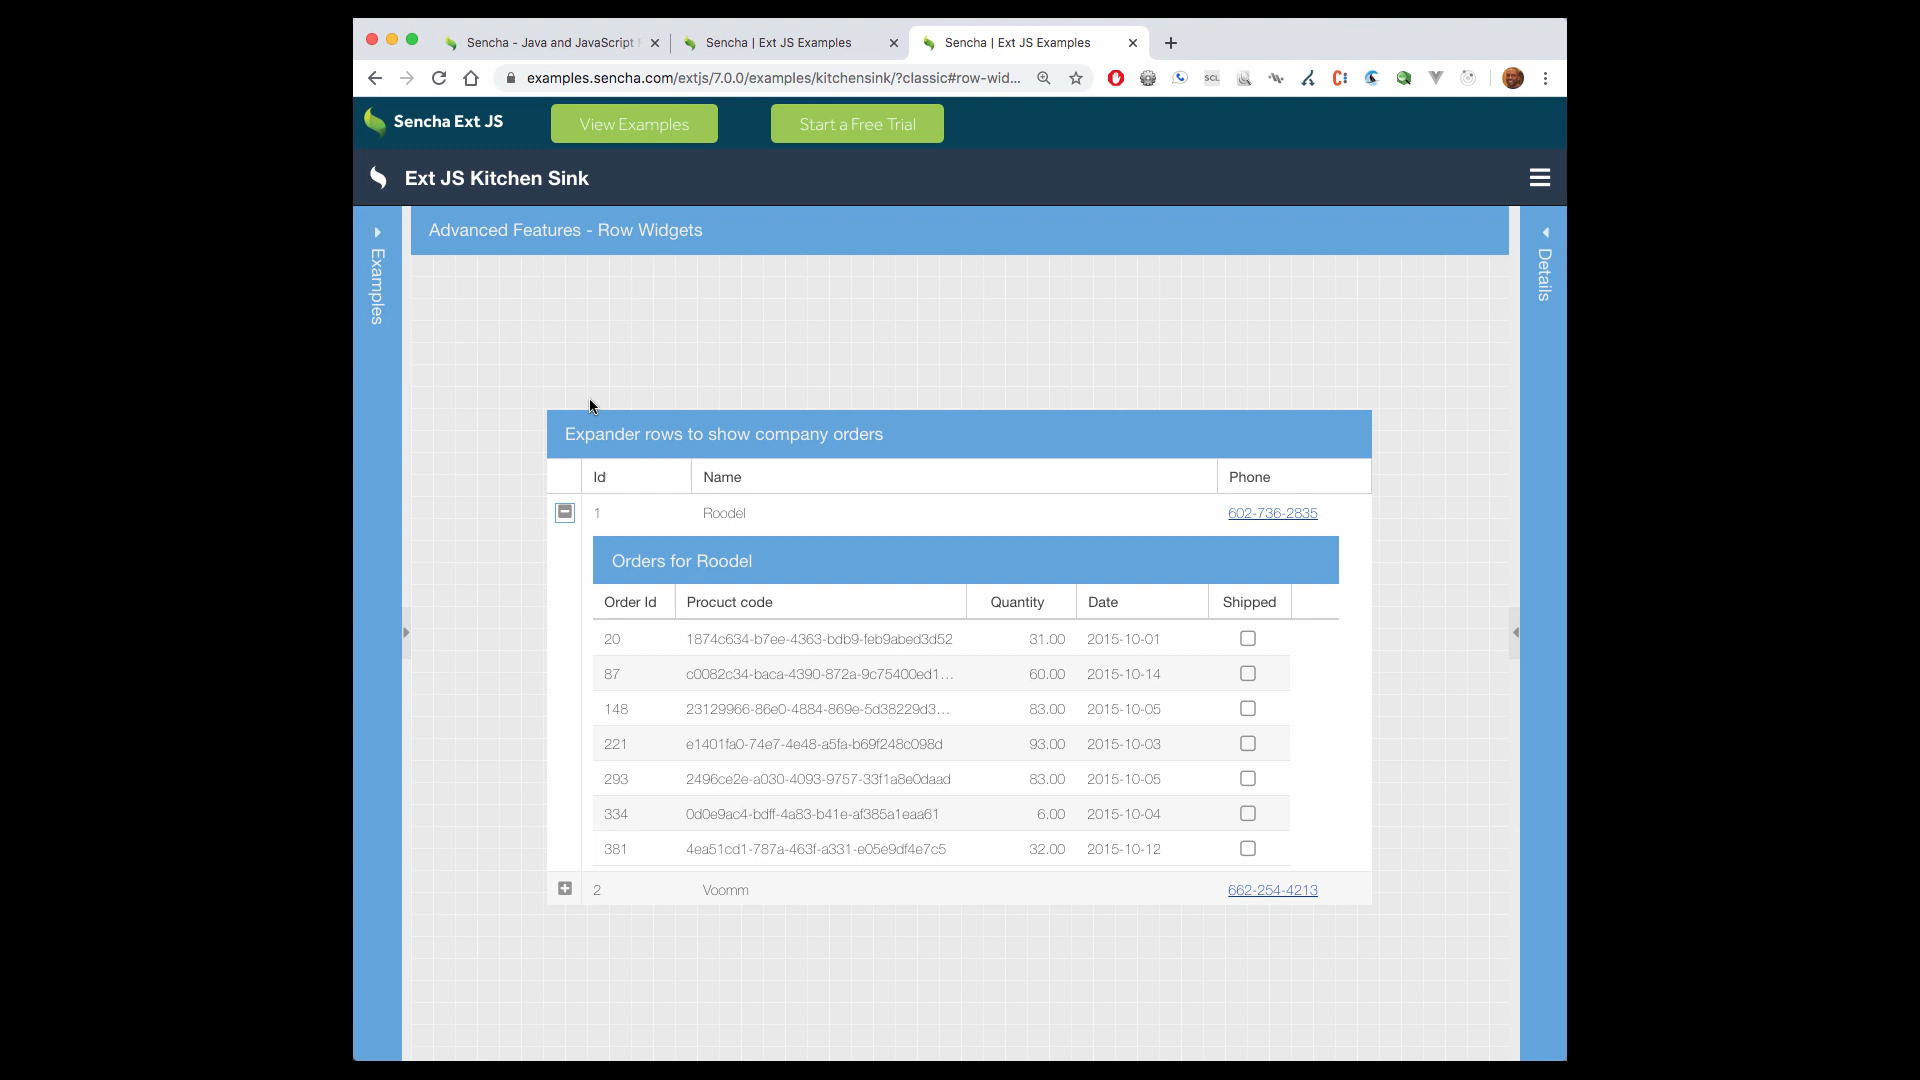 Sencha - Java and JavaScript
Sencha | Ext JS Examples
Sencha | Ext JS Examples
examples.sencha.com/extjs/7.0.0/examples/kitchensink/?classic#row-wid...
SCL
Sencha Ext JS
View Examples
Start a Free Trial
Ext JS Kitchen Sink
Examples
Advanced Features - Row Widgets
Details
Expander rows to show company orders
Id Name Phone
1 Roodel 602-736-2835
Orders for Roodel
Order Id Procuct code Quantity Date Shipped
20 1874c634-b7ee-4363-bdb9-feb9abed3d52 31.00 2015-10-01
87 c0082c34-baca-4390-872a-9c75400ed1... 60.00 2015-10-14
148 23129966-86e0-4884-869e-5d38229d3... 83.00 2015-10-05
221 e1401fa0-74e7-4e48-a5fa-b69f248c098d 93.00 2015-10-03
293 2496ce2e-a030-4093-9757-33f1a8e0daad 83.00 2015-10-05
334 0d0e9ac4-bdff-4a83-b41e-af385a1eaa61 6.00 2015-10-04
381 4ea51cd1-787a-463f-a331-e05e9df4e7c5 32.00 2015-10-12
2 Voomm 662-254-4213